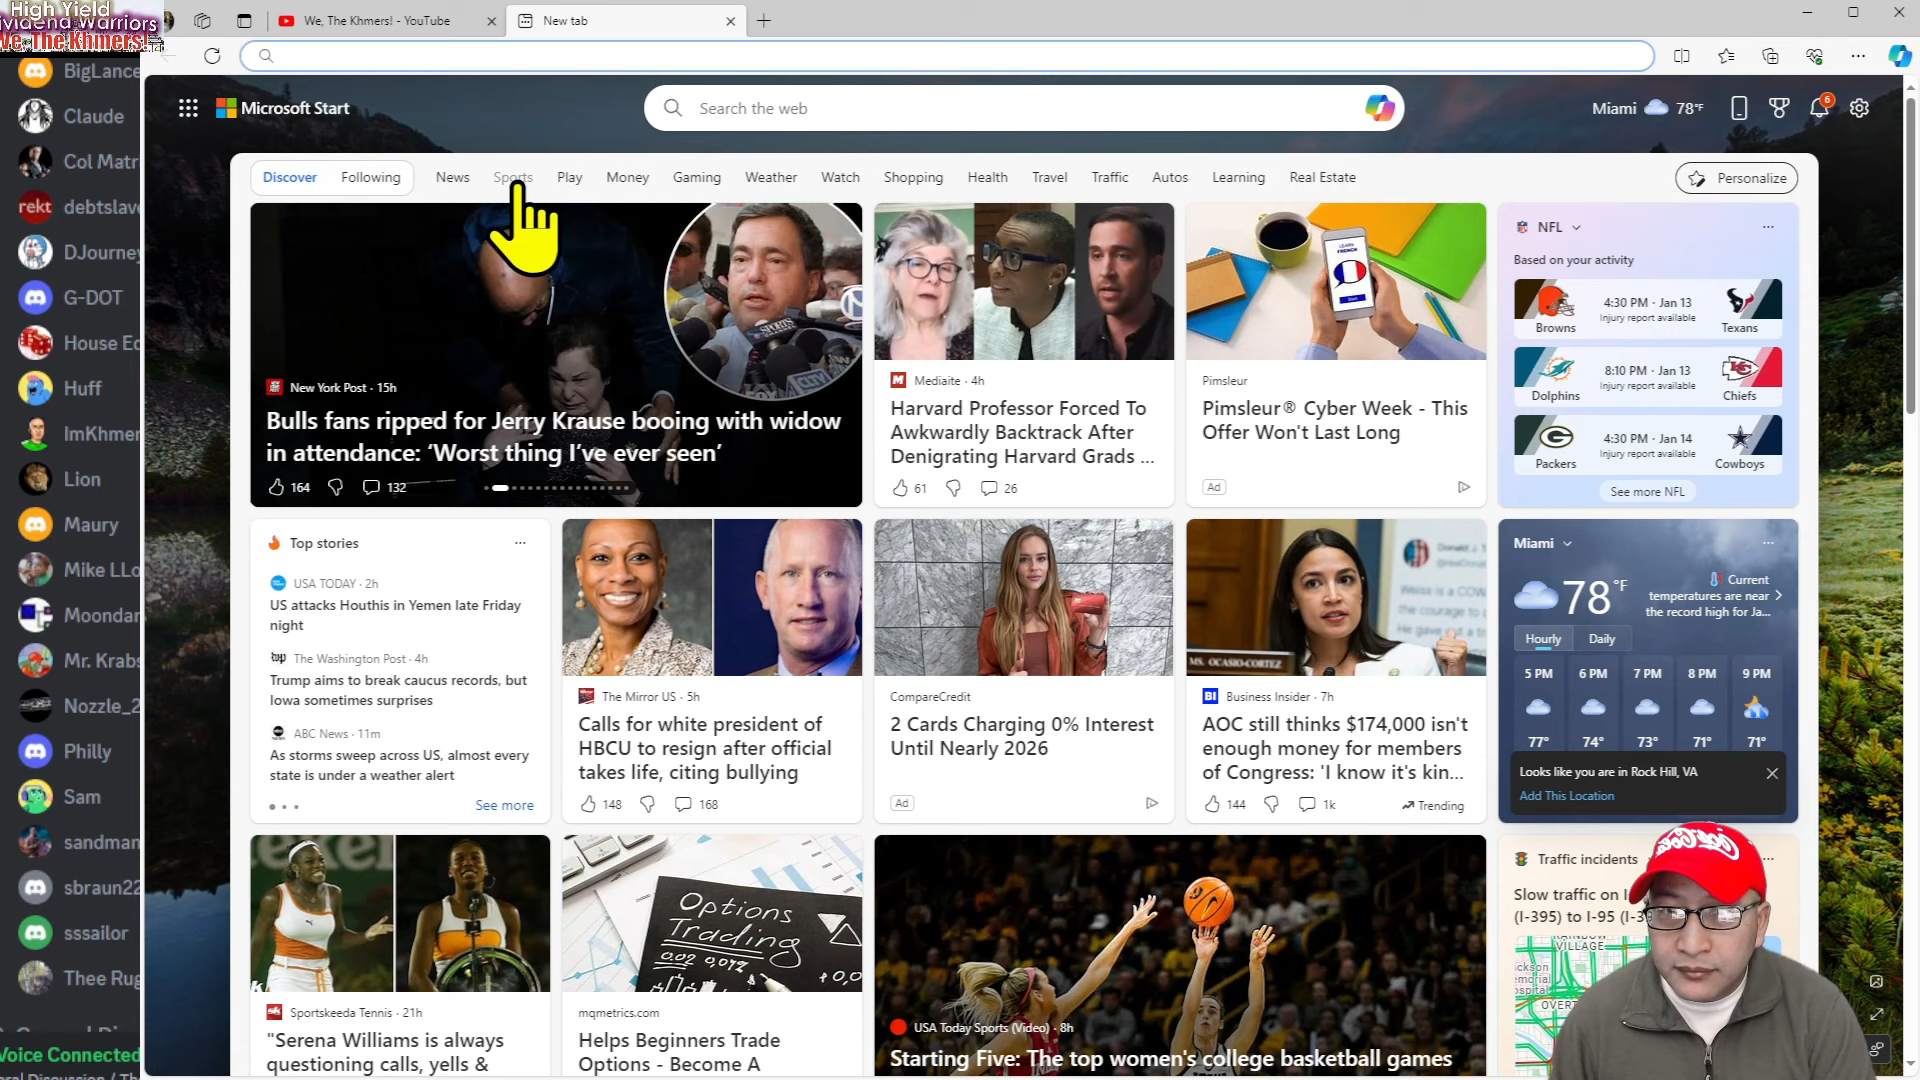 High Yield
Dividend Warriors
We, The Khmers!
We, The Khmers! - YouTube
New tab
BigLance
Claude
Col Matr
rekt
debtslave
DJourney
G-DOT
House Ec
Huff
ImKhmer
Lion
Maury
Mike LLo
Moondar
Mr. Krabs
Nozzle_2
Philly
Sam
sandman
sbraun22
sssailor
Thee Rug
Voice Connected
Microsoft Start
Search the web
Miami 78°F
6
Discover Following News Sports Play Money Gaming Weather Watch Shopping Health Travel Traffic Autos Learning Real Estate
Personalize
New York Post · 15h
Bulls fans ripped for Jerry Krause booing with widow
in attendance: ‘Worst thing I’ve ever seen’
164 132
Mediaite · 4h
Harvard Professor Forced To
Awkwardly Backtrack After
Denigrating Harvard Grads ...
61 26
LEARN
FRENCH
Start
Pimsleur
Pimsleur® Cyber Week - This
Offer Won't Last Long
Ad
NFL
Based on your activity
4:30 PM · Jan 13
Injury report available
Browns Texans
8:10 PM · Jan 13
Injury report available
Dolphins Chiefs
4:30 PM · Jan 14
Injury report available
Packers Cowboys
See more NFL
Top stories
USA TODAY · 2h
US attacks Houthis in Yemen late Friday
night
The Washington Post · 4h
Trump aims to break caucus records, but
Iowa sometimes surprises
ABC News · 11m
As storms sweep across US, almost every
state is under a weather alert
See more
The Mirror US · 5h
Calls for white president of
HBCU to resign after official
takes life, citing bullying
148 168
CompareCredit
2 Cards Charging 0% Interest
Until Nearly 2026
Ad
MS. OCASIO-CORTEZ
Business Insider · 7h
AOC still thinks $174,000 isn't
enough money for members
of Congress: 'I know it's kin...
144 1k Trending
Miami
78°F
Current
temperatures are near
the record high for Ja...
Hourly Daily
5 PM 6 PM 7 PM 8 PM 9 PM
77° 74° 73° 71° 71°
Looks like you are in Rock Hill, VA
Add This Location
Sportskeeda Tennis · 21h
"Serena Williams is always
questioning calls, yells &
Options
Trading
mqmetrics.com
Helps Beginners Trade
Options - Become A
USA Today Sports (Video) · 8h
Starting Five: The top women's college basketball games
Traffic incidents
Slow traffic on I
(I-395) to I-95 (I-3
VILLAGE
Coca-Cola